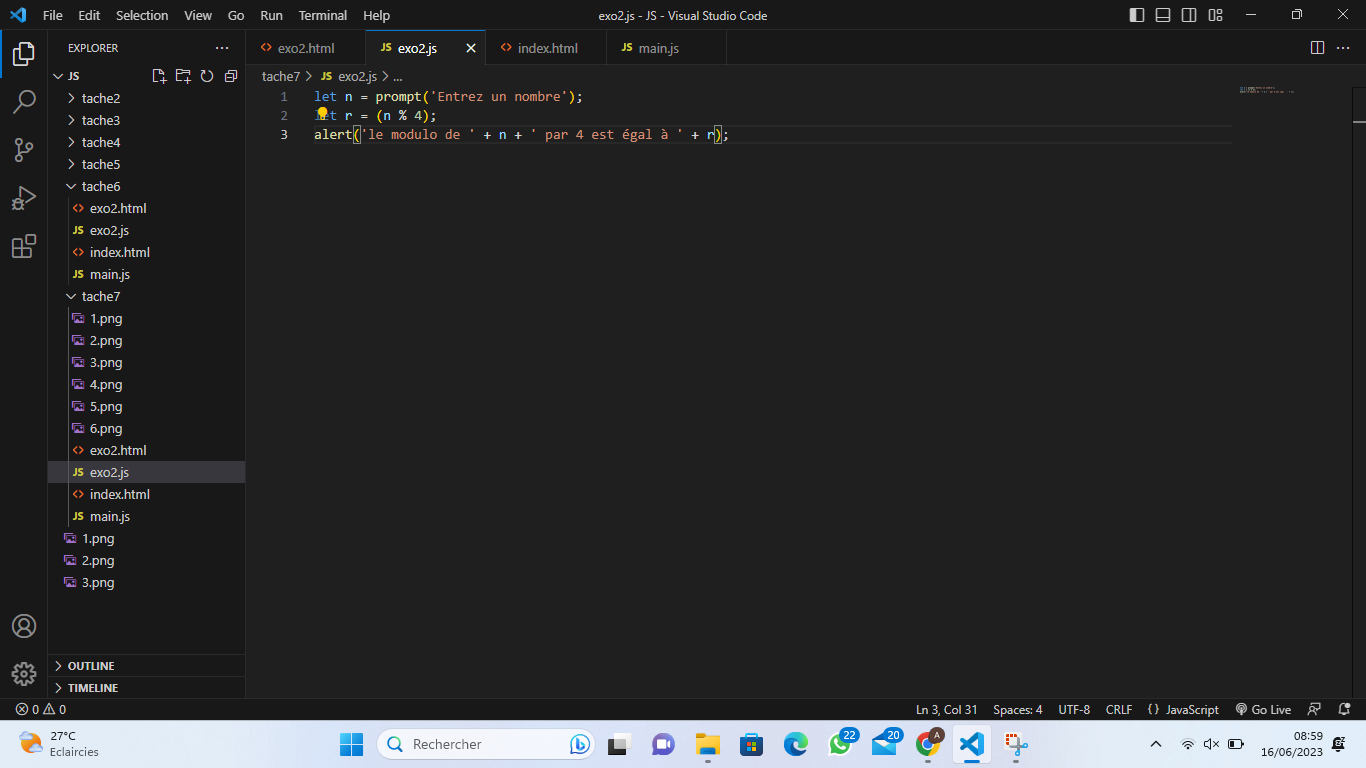 File Edit Selection View Go Run Terminal Help
exo2.js - JS - Visual Studio Code
EXPLORER
JS
tache2
tache3
tache4
tache5
tache6
exo2.html
exo2.js
index.html
main.js
tache7
1.png
2.png
3.png
4.png
5.png
6.png
exo2.html
exo2.js
index.html
main.js
1.png
2.png
3.png
OUTLINE
TIMELINE
exo2.html JS exo2.js index.html JS main.js
tache7 > JS exo2.js > ...
1 let n = prompt('Entrez un nombre');
2 let r = (n % 4);
3 alert('le modulo de ' + n + ' par 4 est égal à ' + r);
0 0
Ln 3, Col 31 Spaces: 4 UTF-8 CRLF {} JavaScript Go Live
27°C
Eclaircies
Rechercher
22
20
A
08:59
16/06/2023